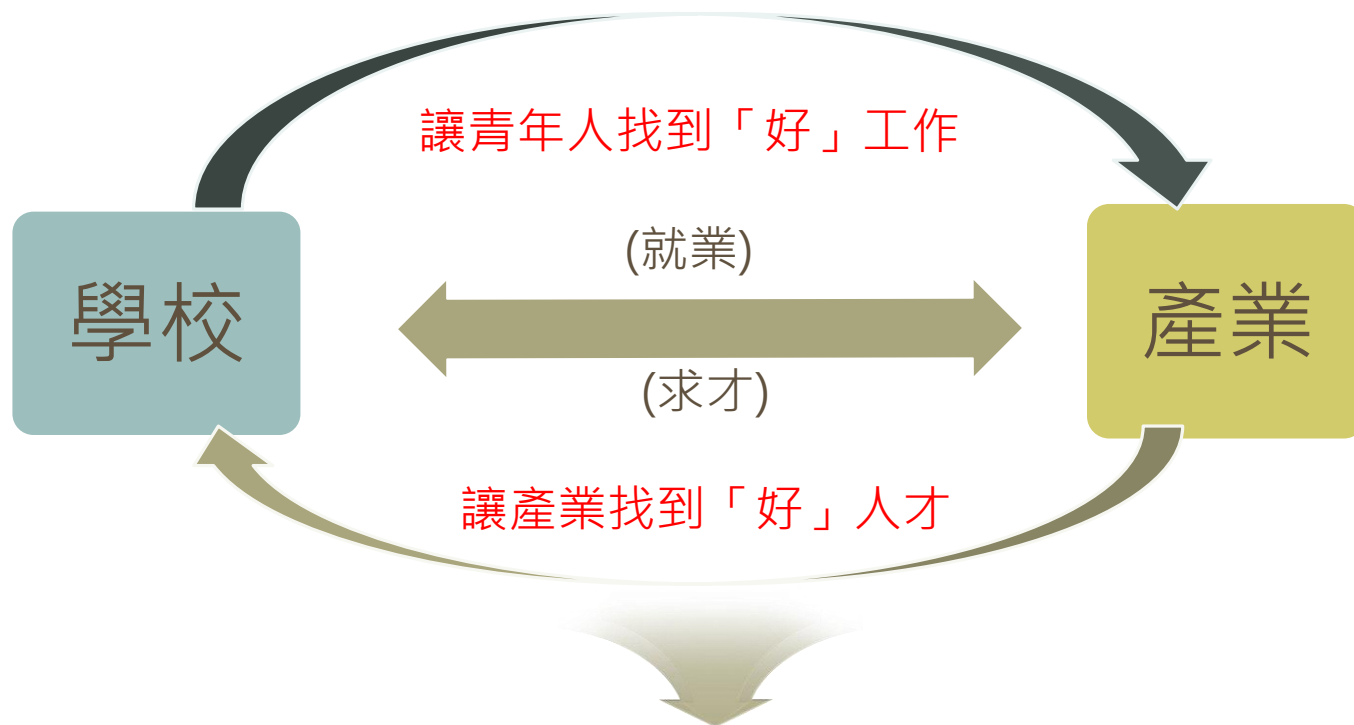 讓青年人找到「好」工作
(就業)
學校
產業
(求才)
讓產業找到「好」人才